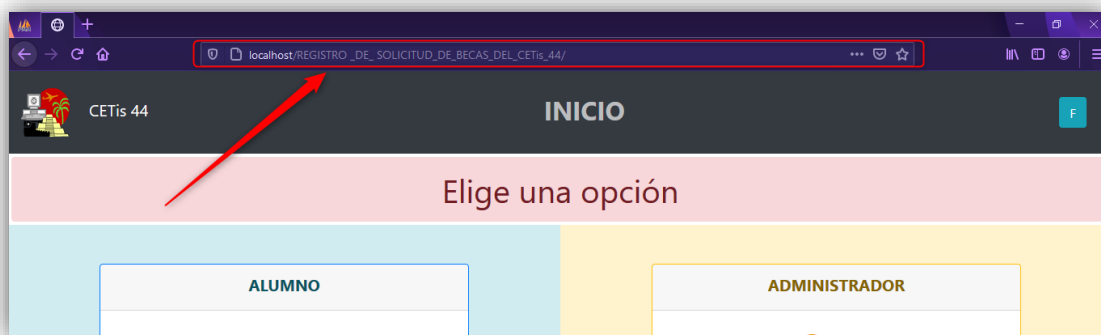 localhost/REGISTRO _DE_ SOLICITUD_DE_BECAS_DEL_CETis_44/
CETis 44
INICIO
F
Elige una opción
ALUMNO
ADMINISTRADOR